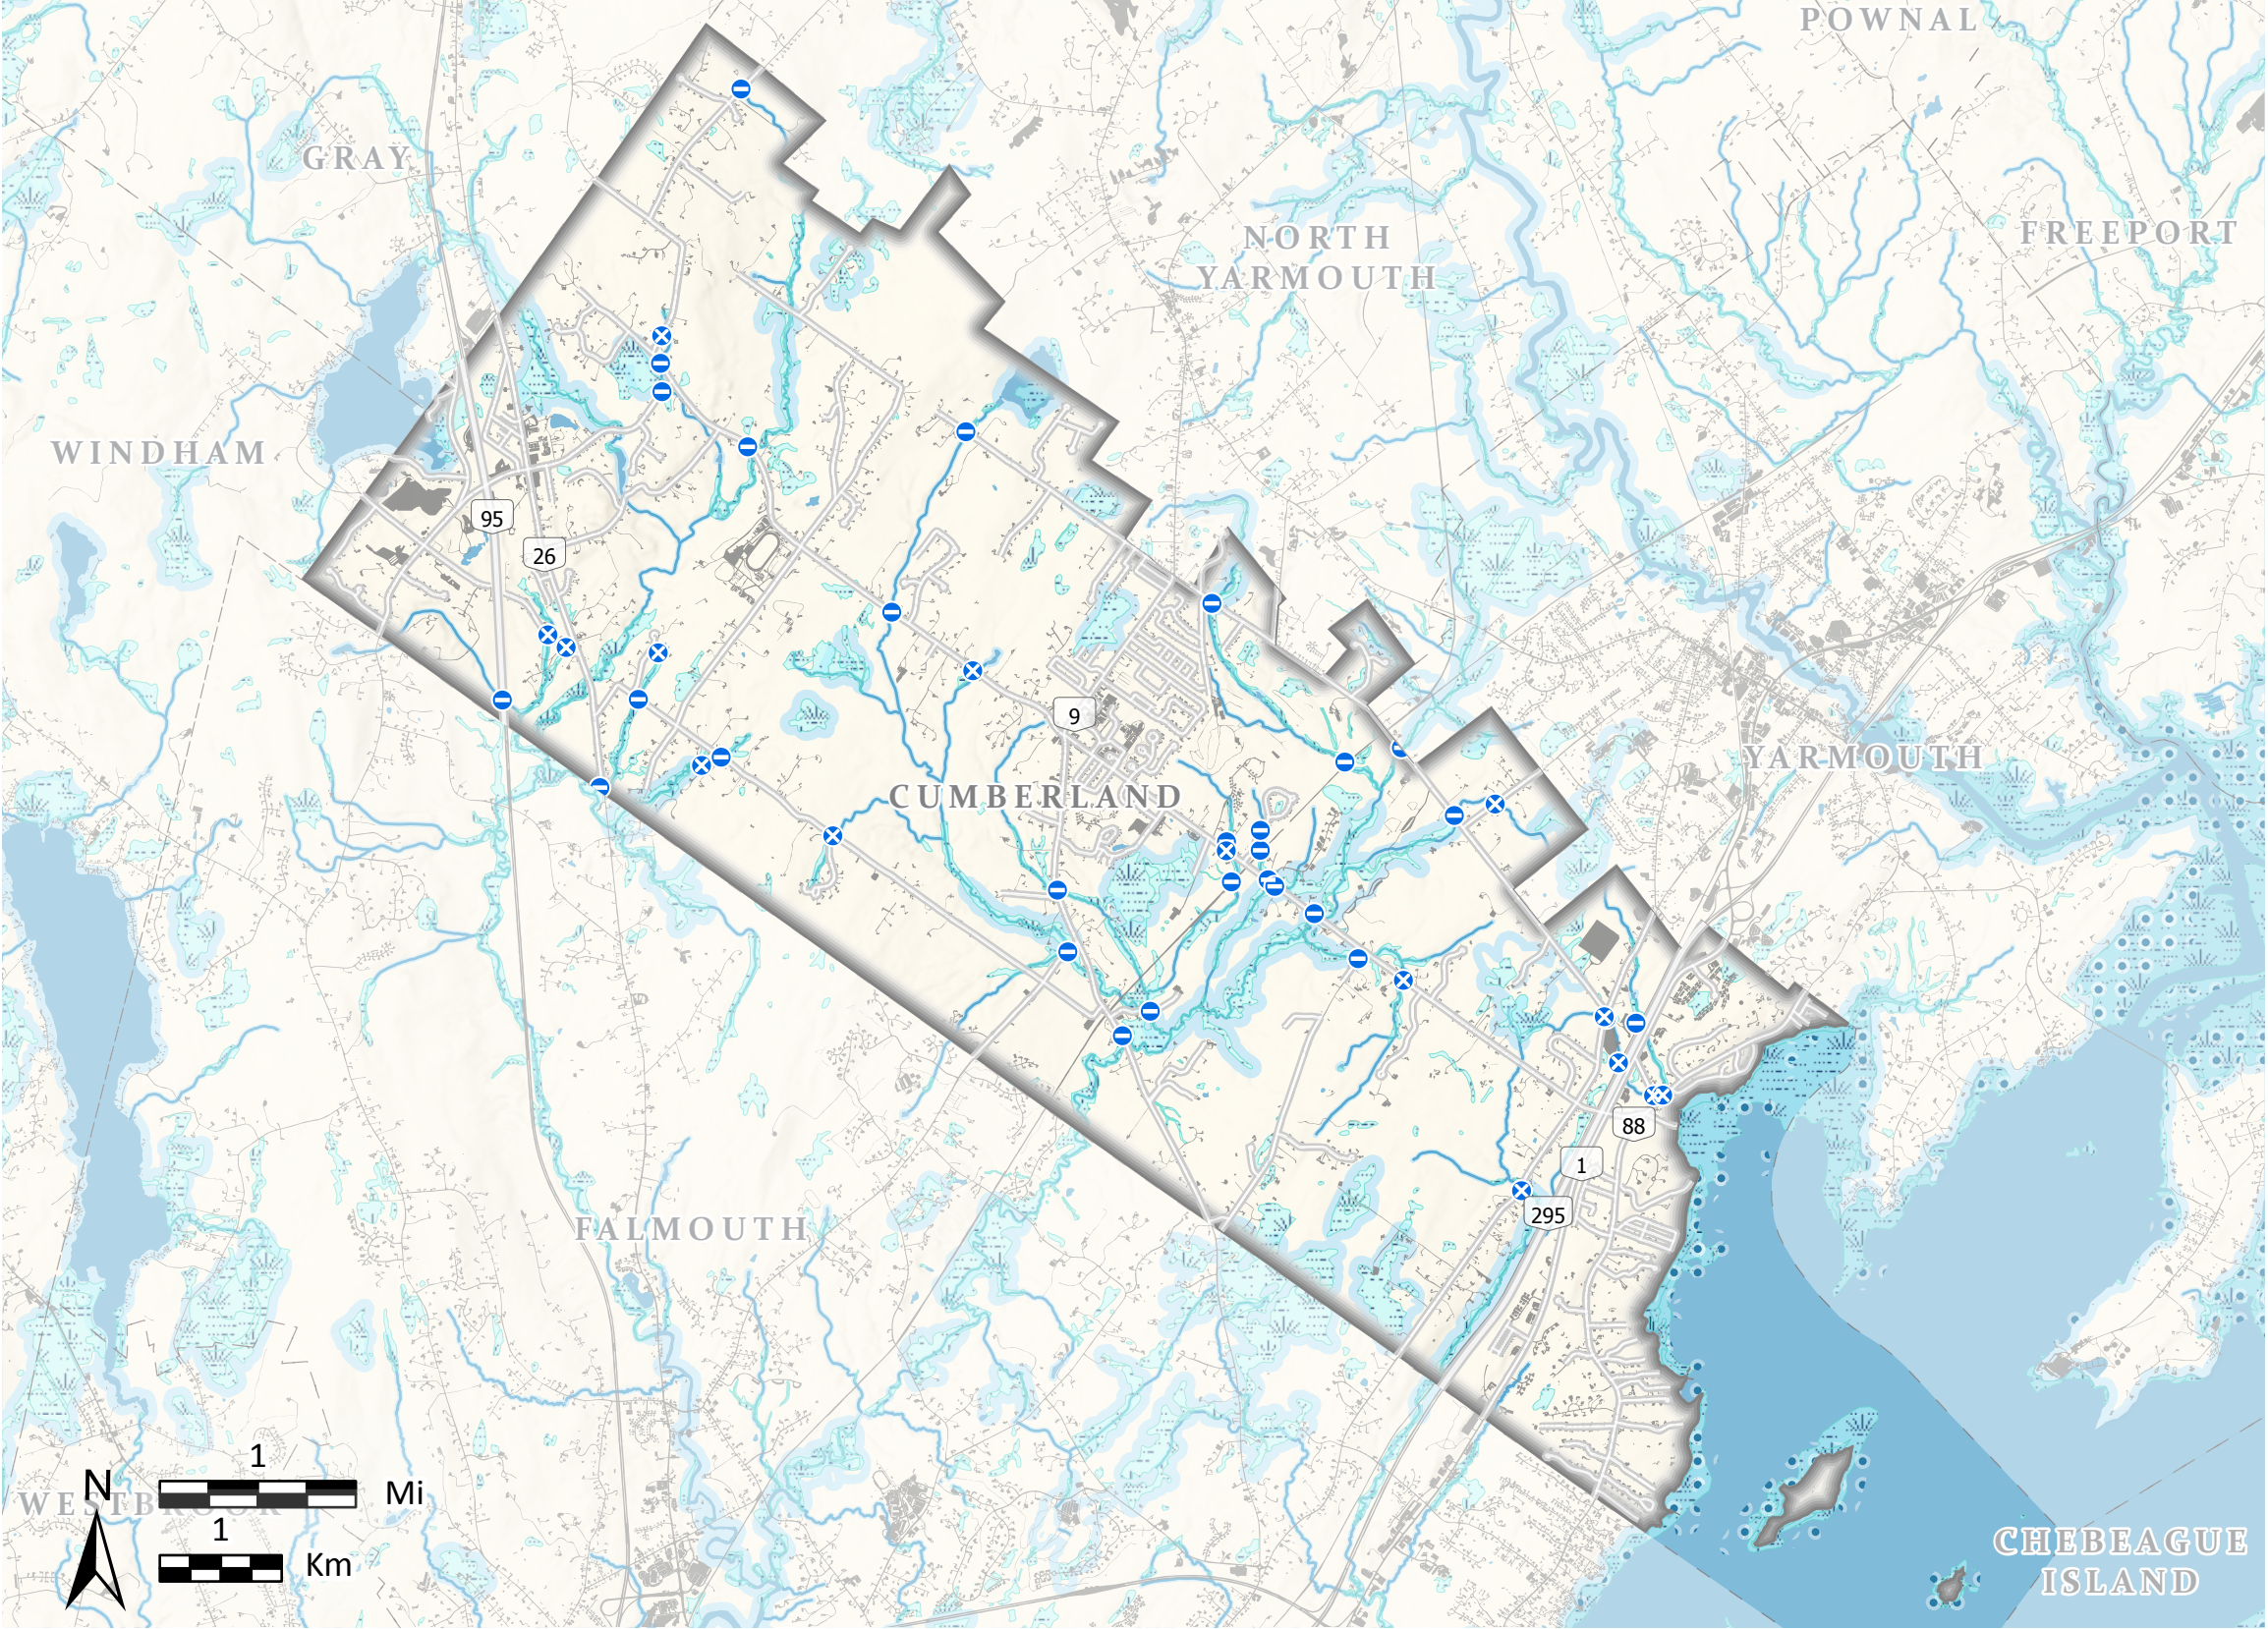 POWNAL
GRAY
NORTH
YARMOUTH
FREEPORT
WINDHAM
95
26
9
YARMOUTH
CUMBERLAND
88
1
295
FALMOUTH
1
Mi
N
WESTBROOK
1
Km
CHEBEAGUE
ISLAND